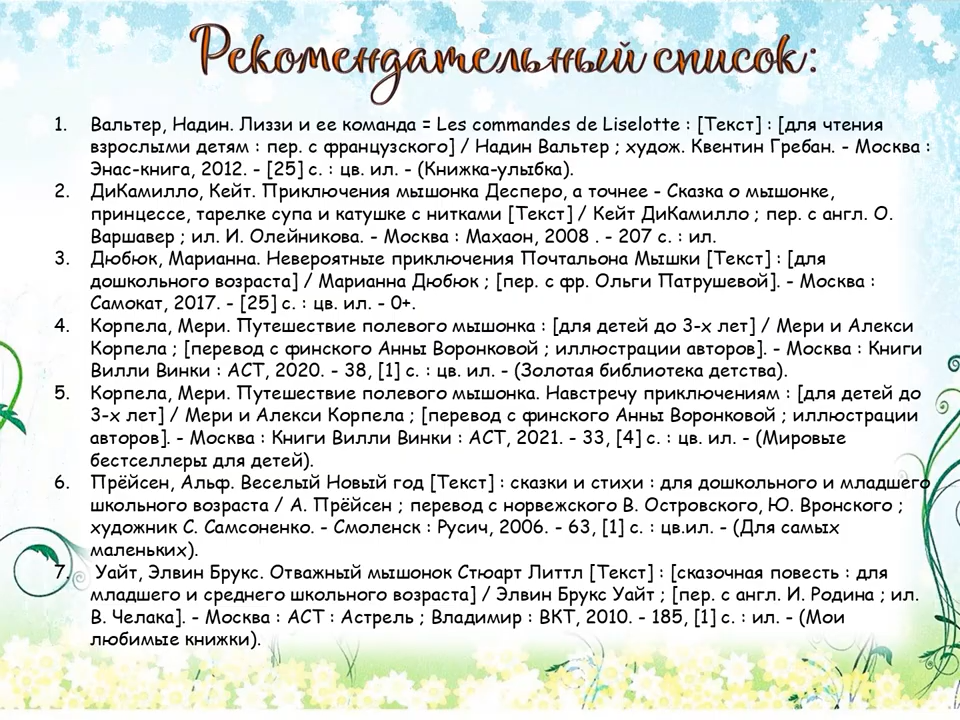 Рекомендательный список:
1. Вальтер, Надин. Лиззи и ее команда = Les commandes de Liselotte : [Текст] : [для чтения
взрослыми детям : пер. с французского] / Надин Вальтер ; худож. Квентин Гребан. - Москва :
Энас-книга, 2012. - [25] с. : цв. ил. - (Книжка-улыбка).
2. ДиКамилло, Кейт. Приключения мышонка Десперо, а точнее - Сказка о мышонке,
принцессе, тарелке супа и катушке с нитками [Текст] / Кейт ДиКамилло ; пер. с англ. О.
Варшавер ; ил. И. Олейникова. - Москва : Махаон, 2008 . - 207 с. : ил.
3. Дюбюк, Марианна. Невероятные приключения Почтальона Мышки [Текст] : [для
дошкольного возраста] / Марианна Дюбюк ; [пер. с фр. Ольги Патрушевой]. - Москва :
Самокат, 2017. - [25] с. : цв. ил. - 0+.
4. Корпела, Мери. Путешествие полевого мышонка : [для детей до 3-х лет] / Мери и Алекси
Корпела ; [перевод с финского Анны Воронковой ; иллюстрации авторов]. - Москва : Книги
Вилли Винки : АСТ, 2020. - 38, [1] с. : цв. ил. - (Золотая библиотека детства).
5. Корпела, Мери. Путешествие полевого мышонка. Навстречу приключениям : [для детей до
3-х лет] / Мери и Алекси Корпела ; [перевод с финского Анны Воронковой ; иллюстрации
авторов]. - Москва : Книги Вилли Винки : АСТ, 2021. - 33, [4] с. : цв. ил. - (Мировые
бестселлеры для детей).
6. Прёйсен, Альф. Веселый Новый год [Текст] : сказки и стихи : для дошкольного и младшего
школьного возраста / А. Прёйсен ; перевод с норвежского В. Островского, Ю. Вронского ;
художник С. Самсоненко. - Смоленск : Русич, 2006. - 63, [1] с. : цв.ил. - (Для самых
маленьких).
7. Уайт, Элвин Брукс. Отважный мышонок Стюарт Литтл [Текст] : [сказочная повесть : для
младшего и среднего школьного возраста] / Элвин Брукс Уайт ; [пер. с англ. И. Родина ; ил.
В. Челака]. - Москва : АСТ : Астрель ; Владимир : ВКТ, 2010. - 185, [1] с. : ил. - (Мои
любимые книжки).